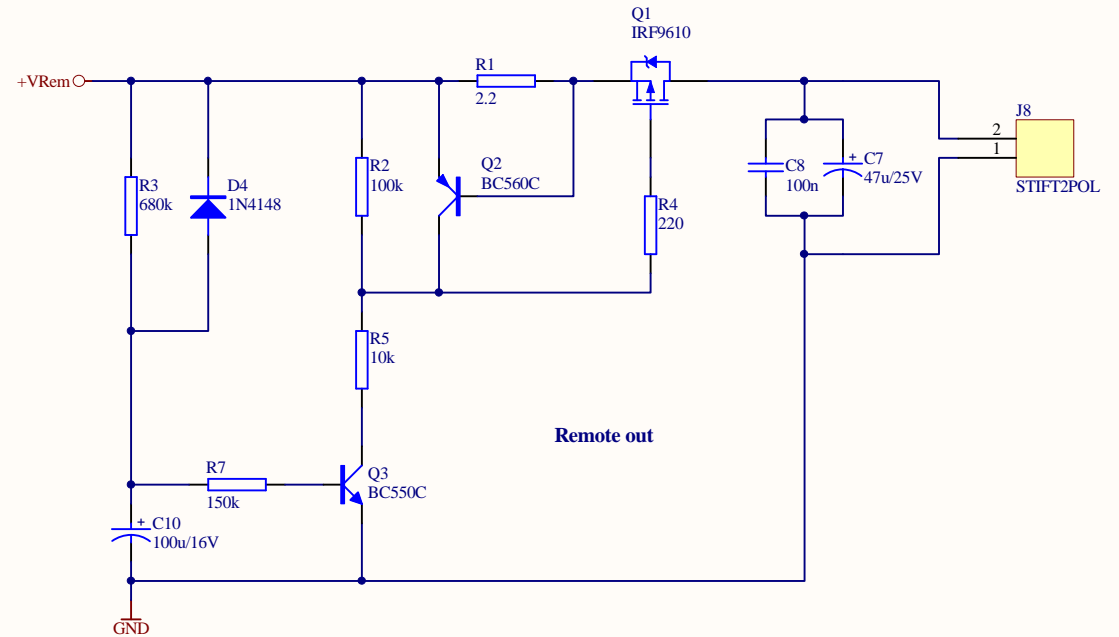 Q1
IRF9610
+VRem
R1
2.2
J8
2
1
STIFT2POL
R3
680k
D4
1N4148
R2
100k
Q2
BC560C
R4
220
C8
100n
+
C7
47u/25V
R5
10k
Remote out
R7
150k
Q3
BC550C
+
C10
100u/16V
GND